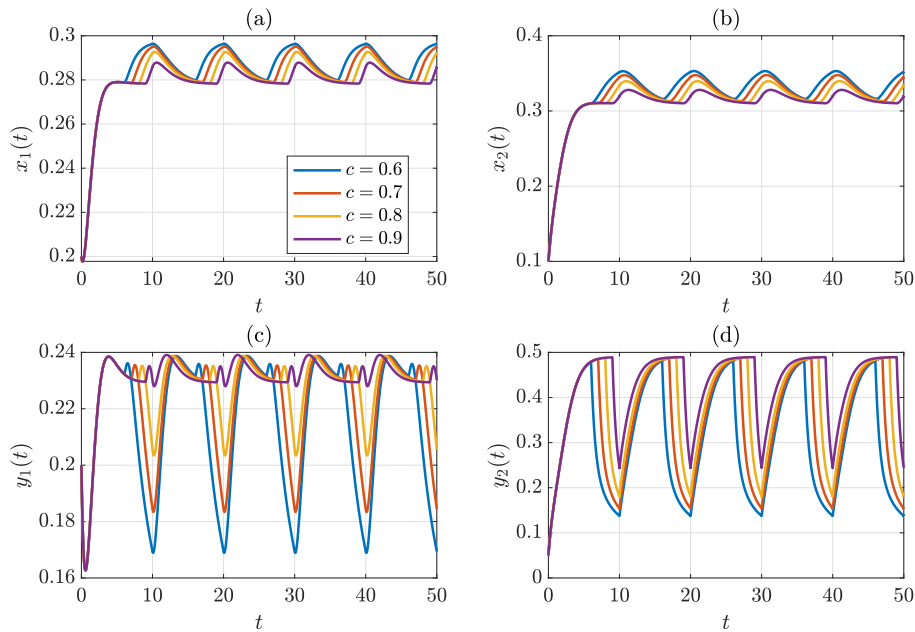 (a)
0.3
0.28
0.26
0.24
0.22
0.2
x₁(t)
0 10 20 30 40 50
t
c = 0.6
c = 0.7
c = 0.8
c = 0.9
(b)
0.4
0.3
0.2
0.1
x₂(t)
0 10 20 30 40 50
t
(c)
0.24
0.22
0.2
0.18
0.16
y₁(t)
0 10 20 30 40 50
t
(d)
0.5
0.4
0.3
0.2
0.1
0
y₂(t)
0 10 20 30 40 50
t